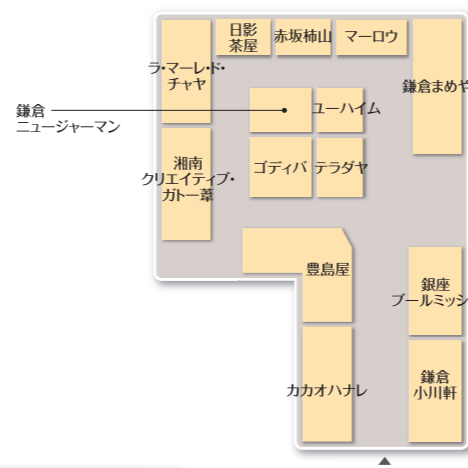 日影
茶屋
赤坂柿山
マーロウ
ラ・マーレ・ド・
チャヤ
鎌倉まめや
鎌倉
ニュージャーマン
ユーハイム
湘南
クリエイティブ・
ガトー葦
ゴディバ
テラダヤ
豊島屋
銀座
ブールミッシ
カカオハナレ
鎌倉
小川軒